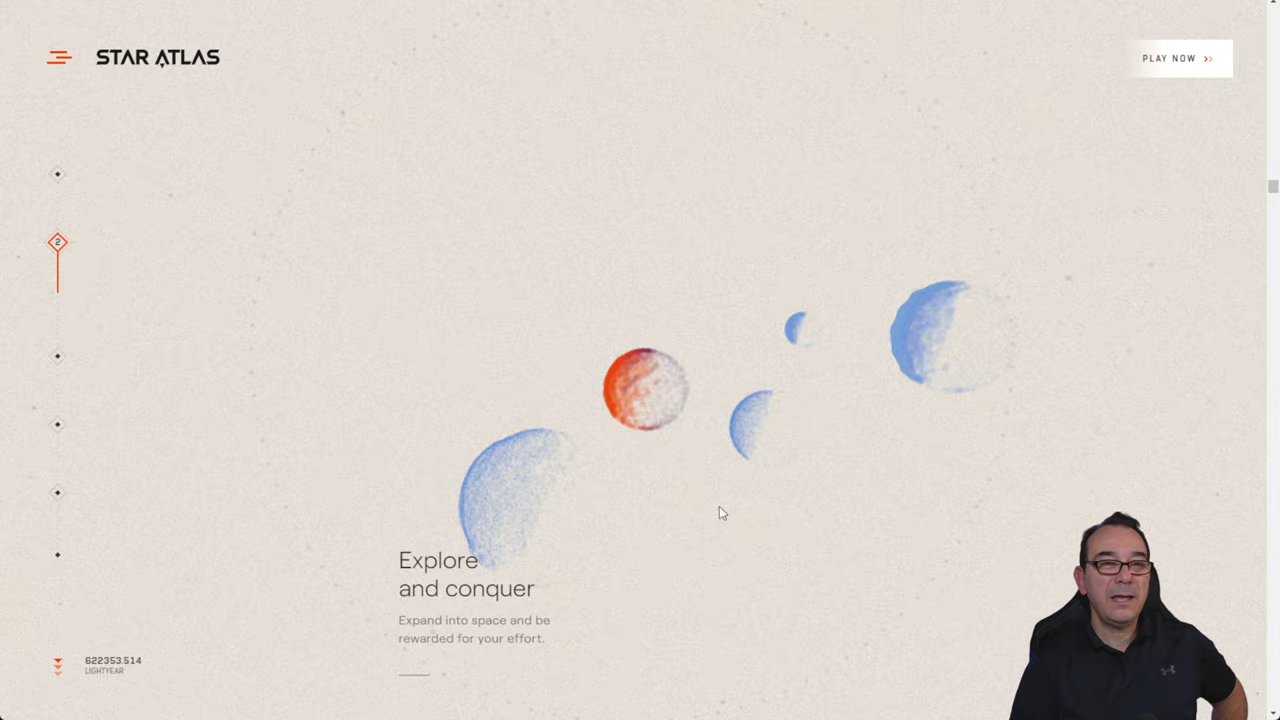 STAR ATLAS
PLAY NOW
2
Explore
and conquer
Expand into space and be
rewarded for your effort.
622353.514
LIGHTYEAR